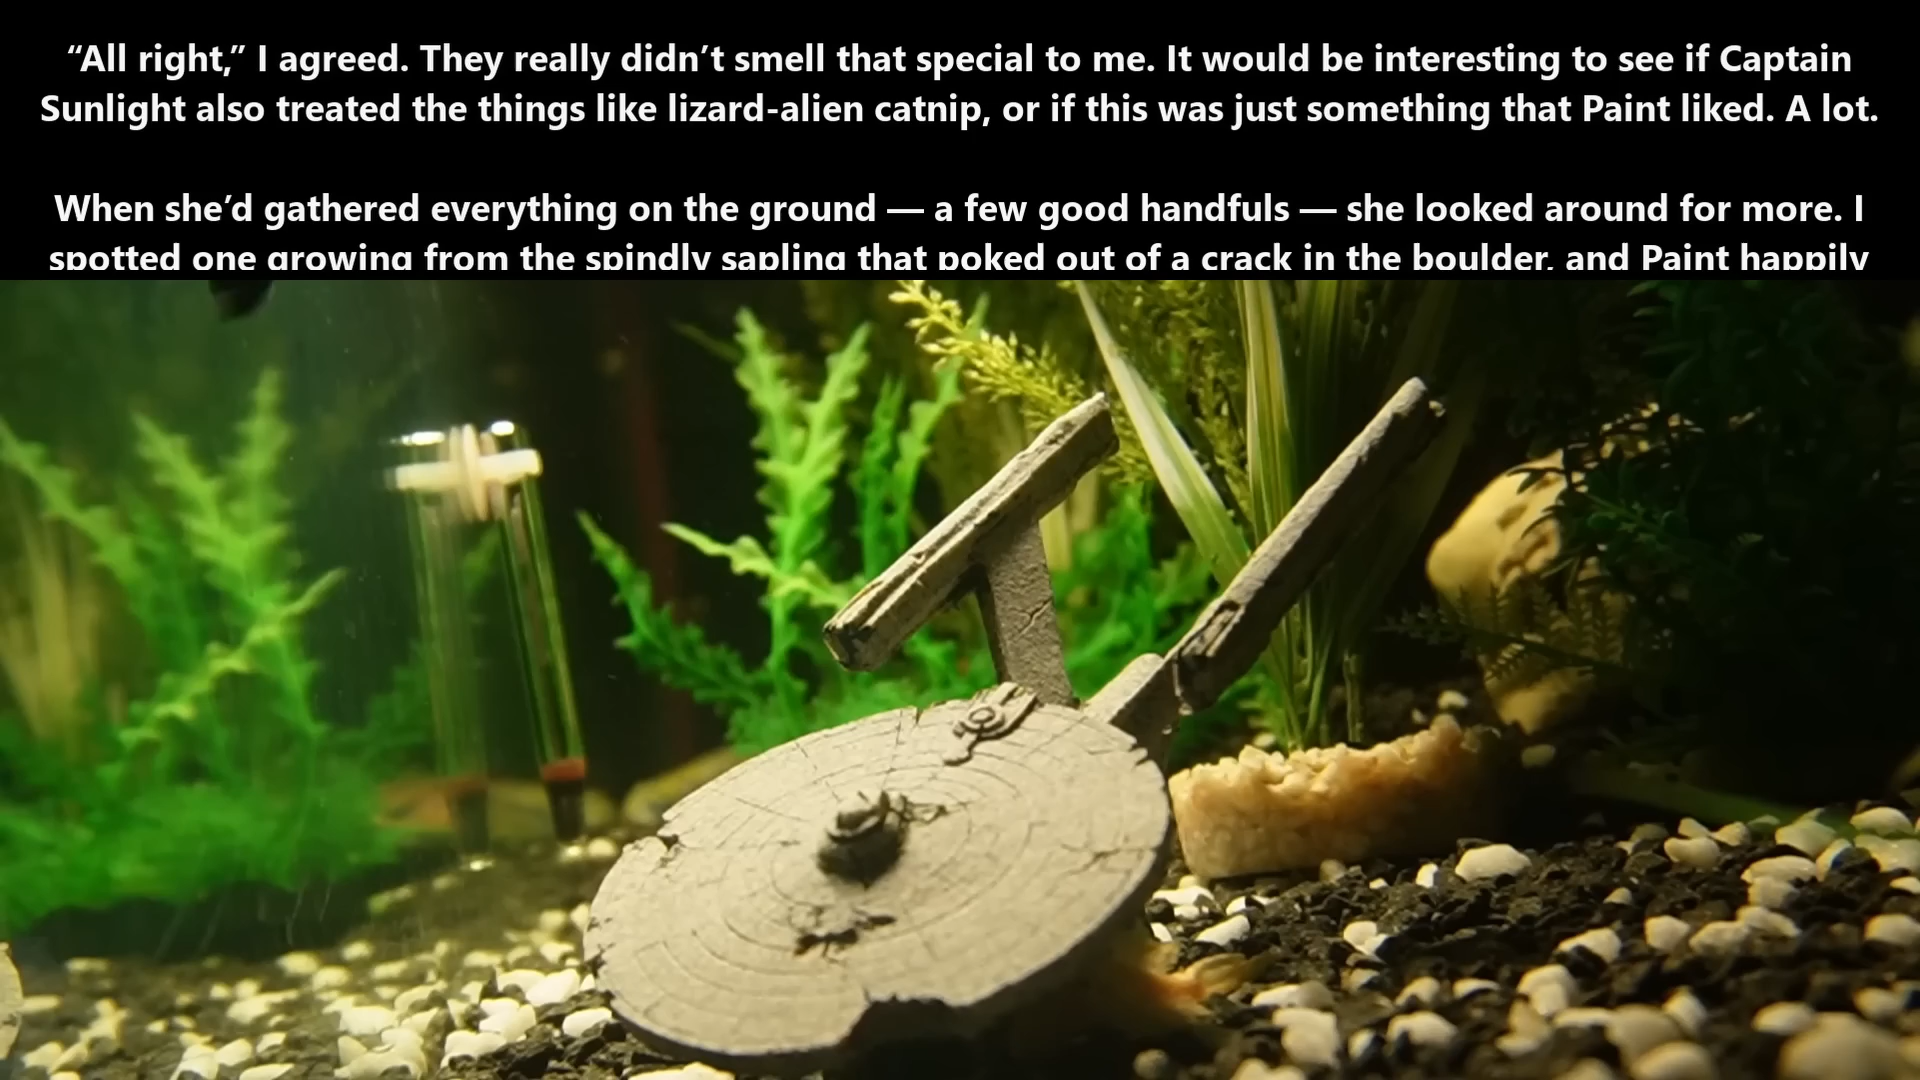 “All right,” I agreed. They really didn’t smell that special to me. It would be interesting to see if Captain
Sunlight also treated the things like lizard-alien catnip, or if this was just something that Paint liked. A lot.
When she’d gathered everything on the ground — a few good handfuls — she looked around for more. I
spotted one growing from the spindly sapling that poked out of a crack in the boulder, and Paint happily